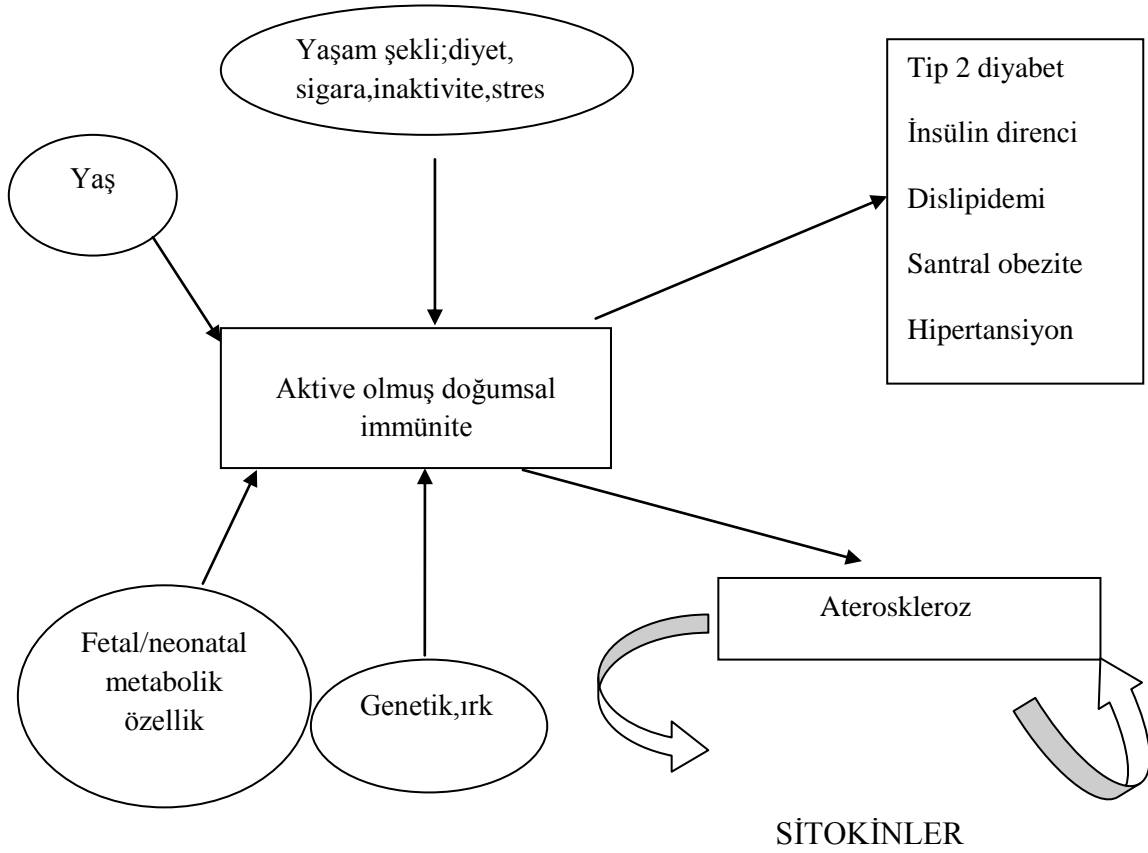 Yaşam şekli;diyet,
sigara,inaktivite,stres
Tip 2 diyabet
İnsülin direnci
Dislipidemi
Santral obezite
Hipertansiyon
Yaş
Aktive olmuş doğumsal
immünite
Ateroskleroz
Fetal/neonatal
metabolik
özellik
Genetik,ırk
SİTOKİNLER